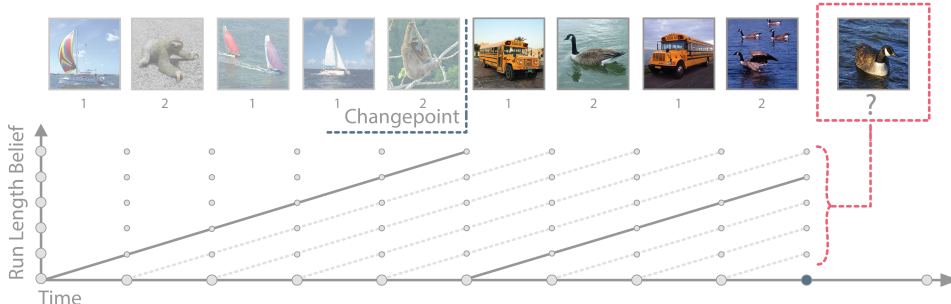 1 2 1 1 2 1 2 1 2
?
Changepoint
Run Length Belief
Time